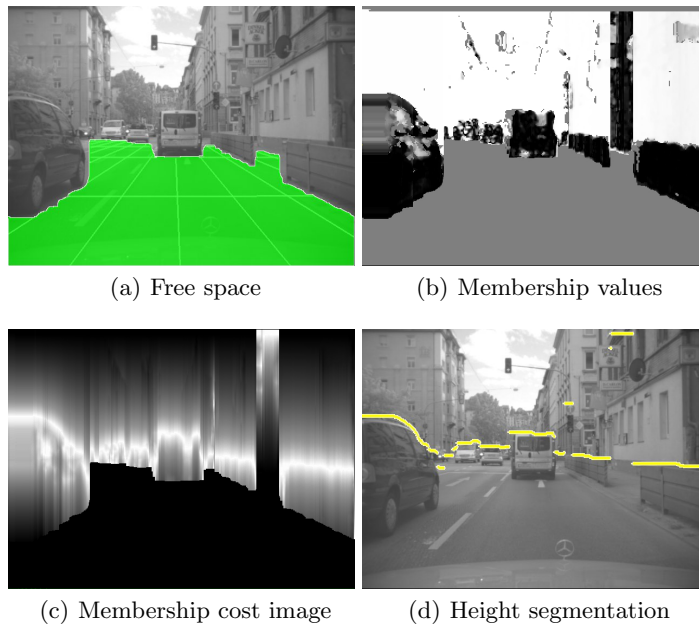 (a) Free space
(b) Membership values
(c) Membership cost image
(d) Height segmentation